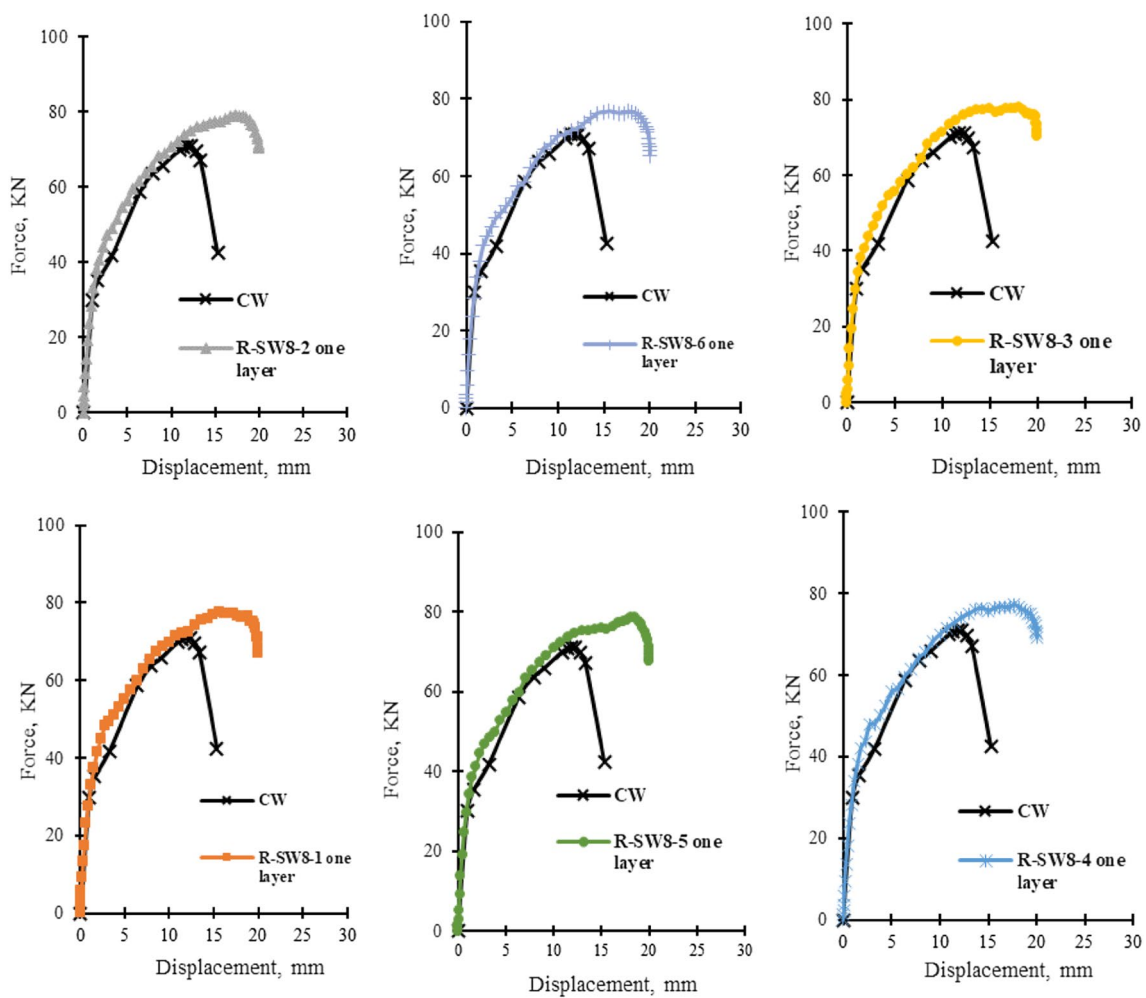 100
80
60
40
20
0
Force, KN
CW
R-SW8-2 one
layer
0
5
10
15
20
25
30
Displacement, mm
100
80
60
40
20
0
Force, KN
CW
R-SW8-6 one
layer
0
5
10
15
20
25
30
Displacement, mm
100
80
60
40
20
0
Force, KN
CW
R-SW8-3 one
layer
0
5
10
15
20
25
30
Displacement, mm
100
80
60
40
20
0
Force, KN
CW
R-SW8-1 one
layer
0
5
10
15
20
25
30
Displacement, mm
100
80
60
40
20
0
Force, KN
CW
R-SW8-5 one
layer
0
5
10
15
20
25
30
Displacement, mm
100
80
60
40
20
0
Force, KN
CW
R-SW8-4 one
layer
0
5
10
15
20
25
30
Displacement, mm